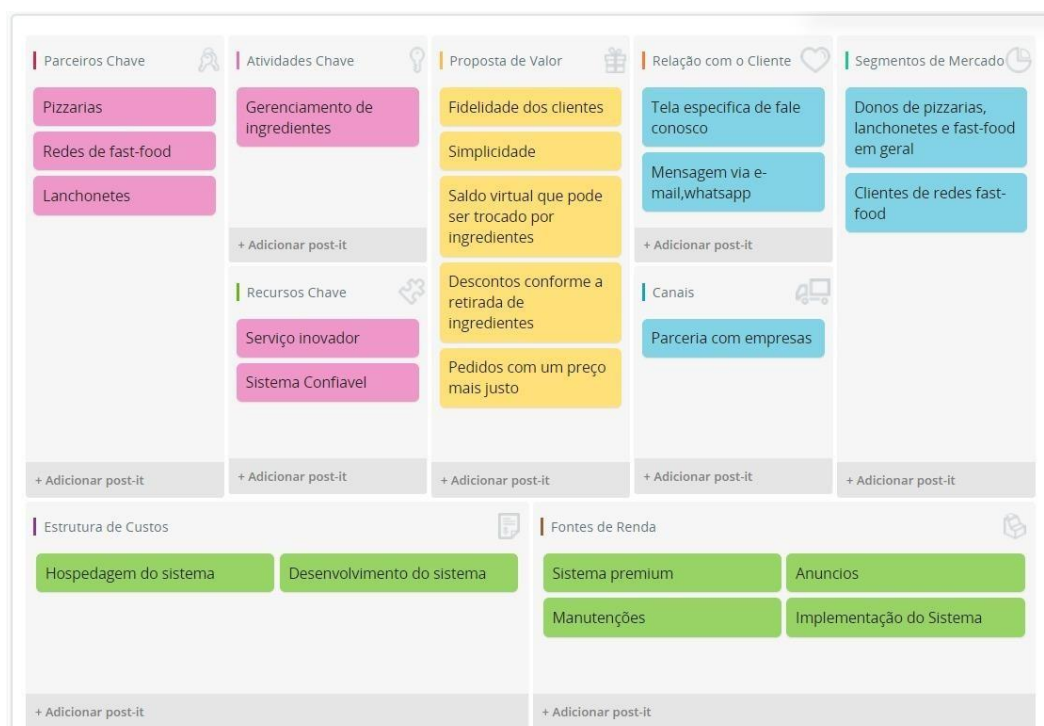 Parceiros Chave
Pizzarias
Redes de fast-food
Lanchonetes
+ Adicionar post-it
Atividades Chave
Gerenciamento de
ingredientes
+ Adicionar post-it
Recursos Chave
Serviço inovador
Sistema Confiavel
+ Adicionar post-it
Proposta de Valor
Fidelidade dos clientes
Simplicidade
Saldo virtual que pode
ser trocado por
ingredientes
Descontos conforme a
retirada de
ingredientes
Pedidos com um preço
mais justo
+ Adicionar post-it
Relação com o Cliente
Tela especifica de fale
conosco
Mensagem via e-
mail,whatsapp
+ Adicionar post-it
Canais
Parceria com empresas
+ Adicionar post-it
Segmentos de Mercado
Donos de pizzarias,
lanchonetes e fast-food
em geral
Clientes de redes fast-
food
+ Adicionar post-it
Estrutura de Custos
Hospedagem do sistema
Desenvolvimento do sistema
+ Adicionar post-it
Fontes de Renda
Sistema premium
Anuncios
Manutenções
Implementação do Sistema
+ Adicionar post-it